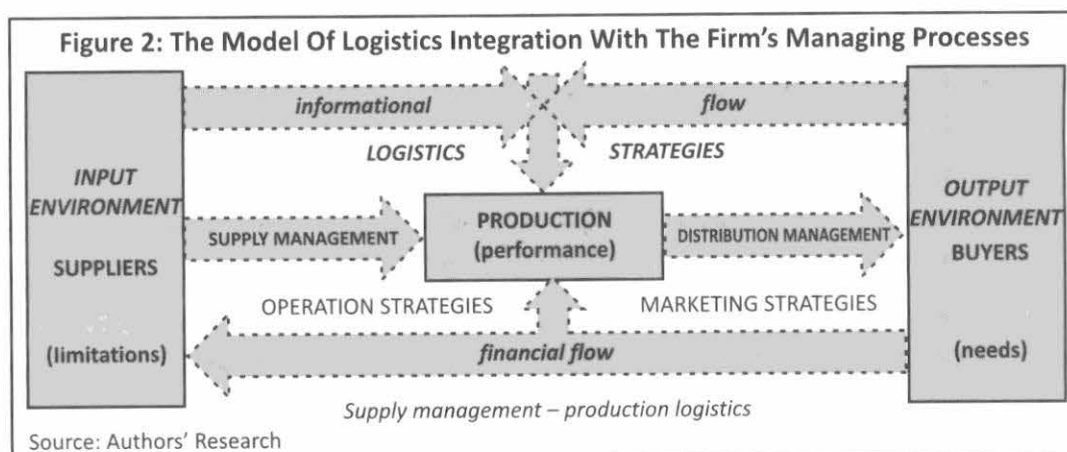 Figure 2: The Model Of Logistics Integration With The Firm's Managing Processes
informational flow
LOGISTICS STRATEGIES
INPUT
ENVIRONMENT
SUPPLIERS
(limitations)
SUPPLY MANAGEMENT
PRODUCTION
(performance)
DISTRIBUTION MANAGEMENT
OUTPUT
ENVIRONMENT
BUYERS
(needs)
OPERATION STRATEGIES
MARKETING STRATEGIES
financial flow
Supply management – production logistics
Source: Authors' Research